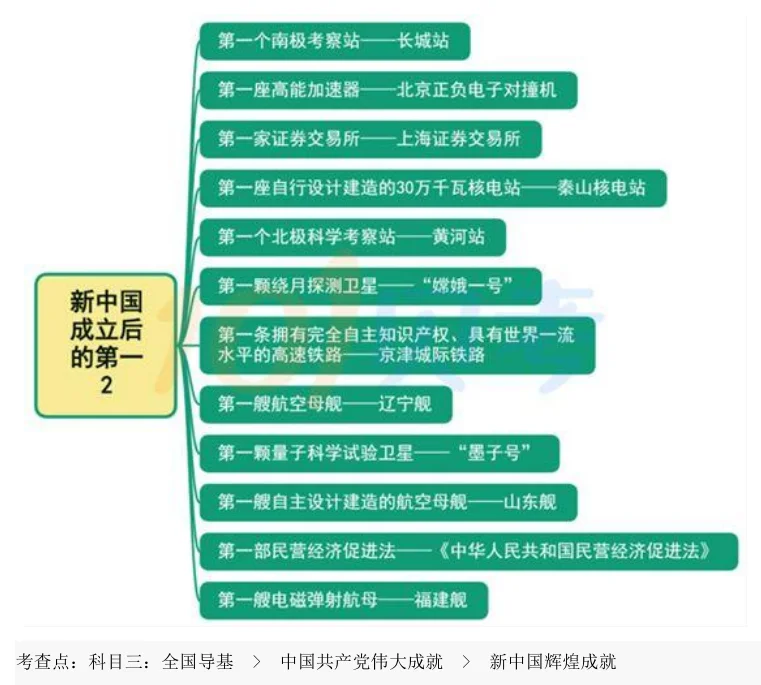 第一个南极考察站——长城站
第一座高能加速器——北京正负电子对撞机
第一家证券交易所——上海证券交易所
第一座自行设计建造的30万千瓦核电站——秦山核电站
第一个北极科学考察站——黄河站
第一颗绕月探测卫星——“嫦娥一号”
新中国
成立后
的第一
2
第一条拥有完全自主知识产权、具有世界一流
水平的高速铁路——京津城际铁路
第一艘航空母舰——辽宁舰
第一颗量子科学试验卫星——“墨子号”
第一艘自主设计建造的航空母舰——山东舰
第一部民营经济促进法——《中华人民共和国民营经济促进法》
第一艘电磁弹射航母——福建舰
考查点：科目三：全国导基 > 中国共产党伟大成就 > 新中国辉煌成就